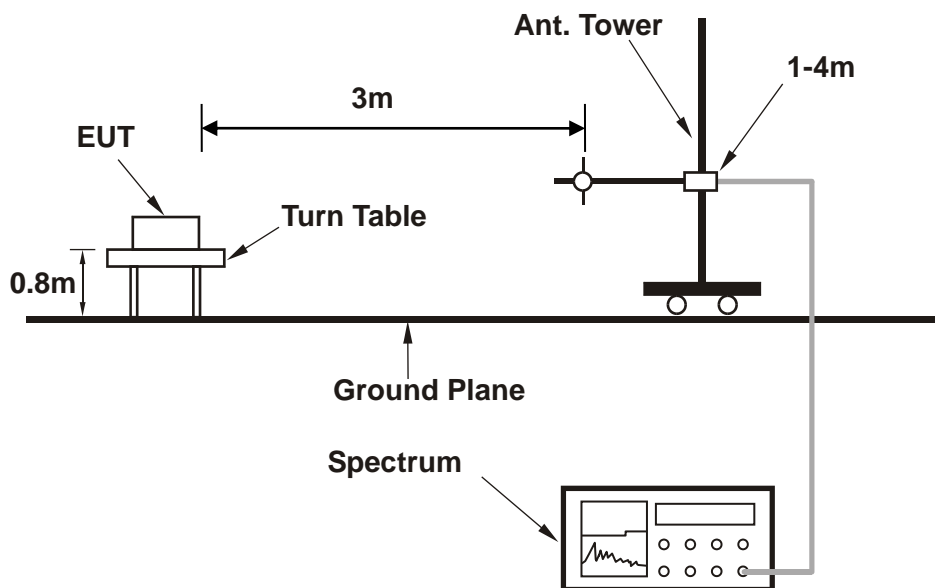 Ant. Tower
1-4m
3m
EUT
Turn Table
0.8m
Ground Plane
Spectrum